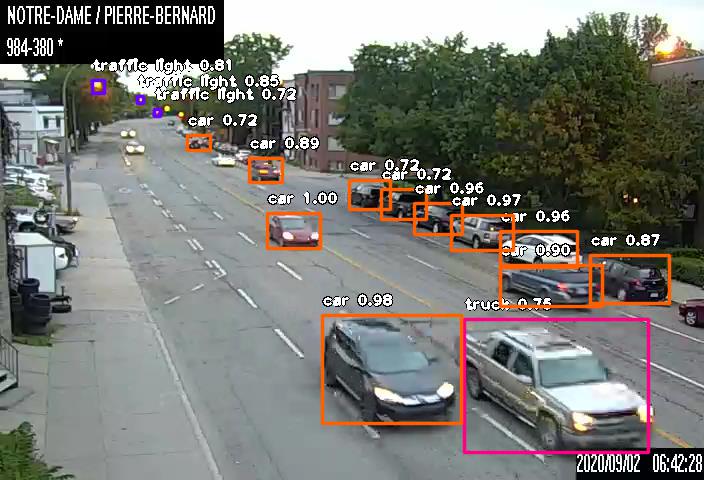 NOTRE-DAME / PIERRE-BERNARD
984-380 *
traffic light 0.81
traffic light 0.85
traffic light 0.72
car 0.72
car 0.89
car 0.72
car 0.72
car 0.96
car 1.00
car 0.97
car 0.96
car 0.90
car 0.87
car 0.98
truck 0.75
2020/09/02 06:42:28